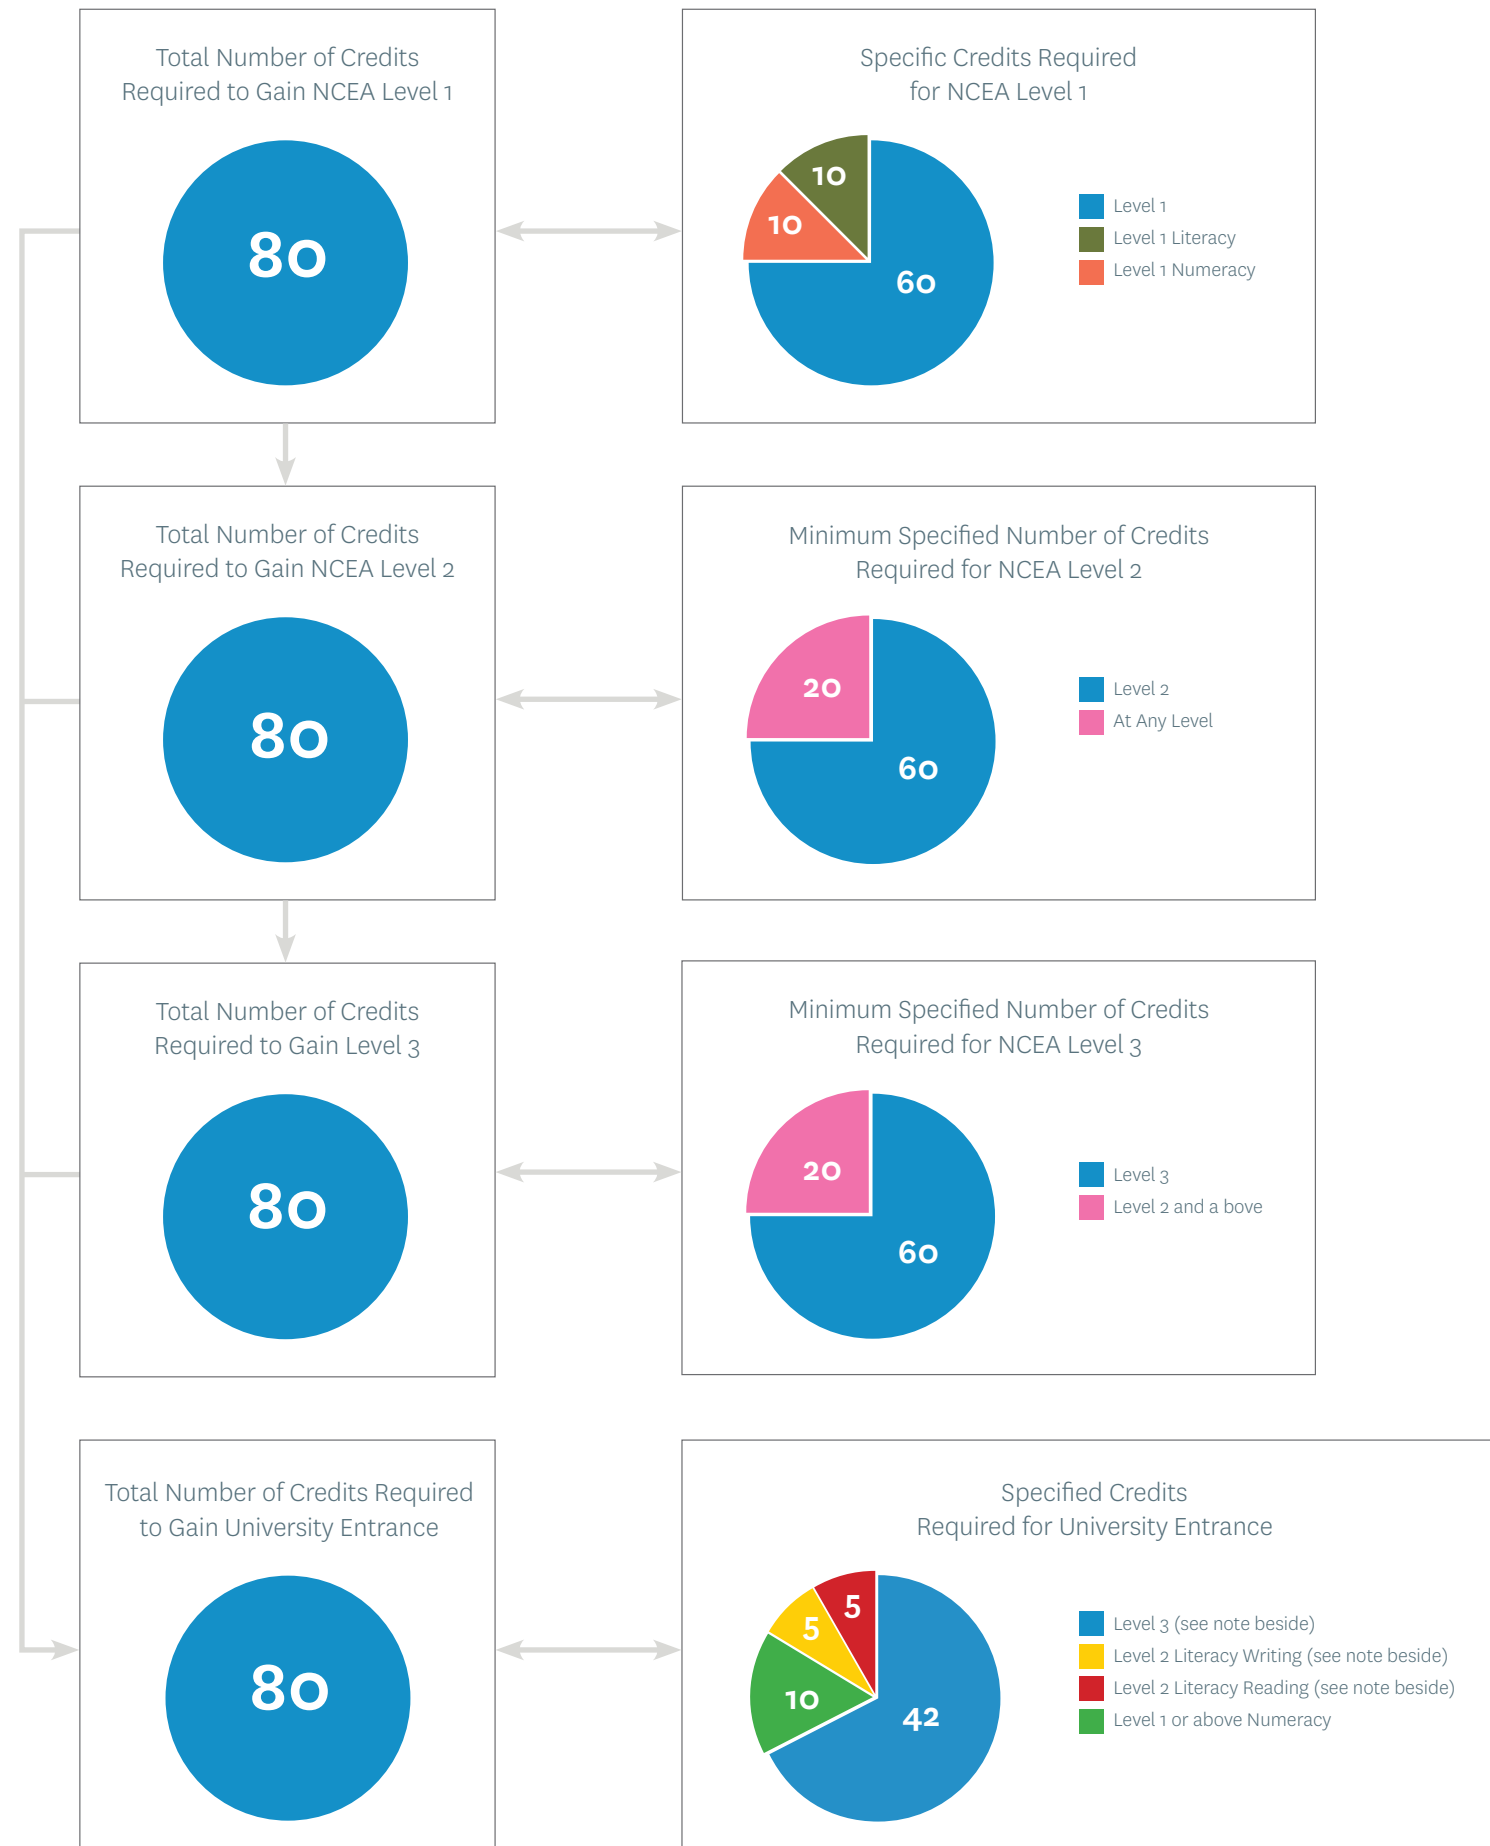 Total Number of Credits
Required to Gain NCEA Level 1
80
Specific Credits Required
for NCEA Level 1
10
10
60
Level 1
Level 1 Literacy
Level 1 Numeracy
Total Number of Credits
Required to Gain NCEA Level 2
80
Minimum Specified Number of Credits
Required for NCEA Level 2
20
60
Level 2
At Any Level
Total Number of Credits
Required to Gain Level 3
80
Minimum Specified Number of Credits
Required for NCEA Level 3
20
60
Level 3
Level 2 and a bove
Total Number of Credits Required
to Gain University Entrance
80
Specified Credits
Required for University Entrance
5
5
10
42
Level 3 (see note beside)
Level 2 Literacy Writing (see note beside)
Level 2 Literacy Reading (see note beside)
Level 1 or above Numeracy